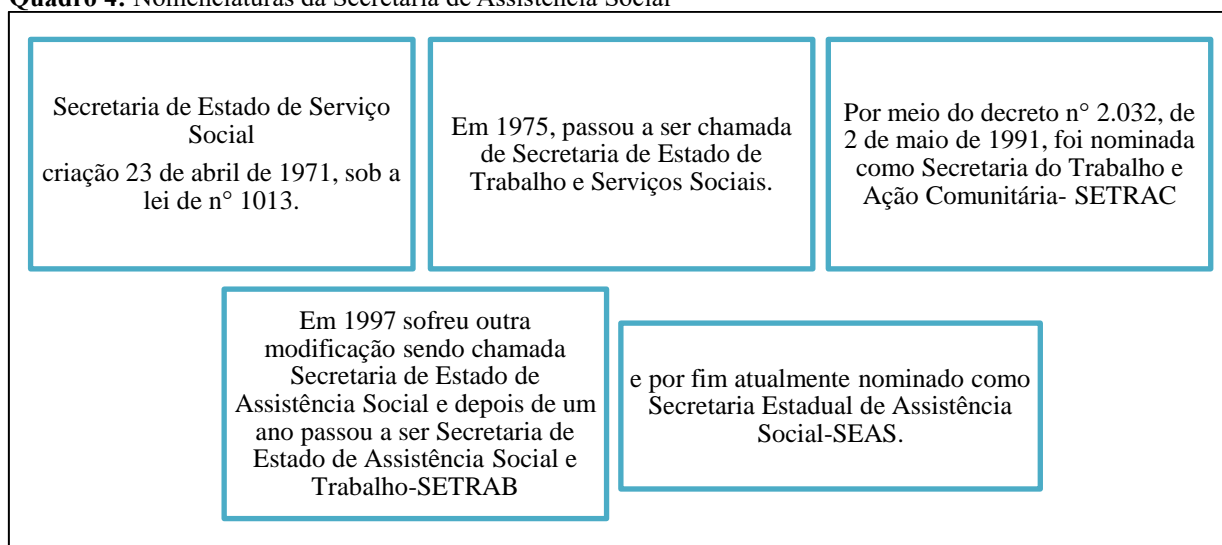 Quadro 4: Nomenclaturas da Secretaria de Assistência Social
Secretaria de Estado de Serviço
Social
criação 23 de abril de 1971, sob a
lei de n° 1013.
Em 1975, passou a ser chamada
de Secretaria de Estado de
Trabalho e Serviços Sociais.
Por meio do decreto n° 2.032, de
2 de maio de 1991, foi nominada
como Secretaria do Trabalho e
Ação Comunitária- SETRAC
Em 1997 sofreu outra
modificação sendo chamada
Secretaria de Estado de
Assistência Social e depois de um
ano passou a ser Secretaria de
Estado de Assistência Social e
Trabalho-SETRAB
e por fim atualmente nominado como
Secretaria Estadual de Assistência
Social-SEAS.